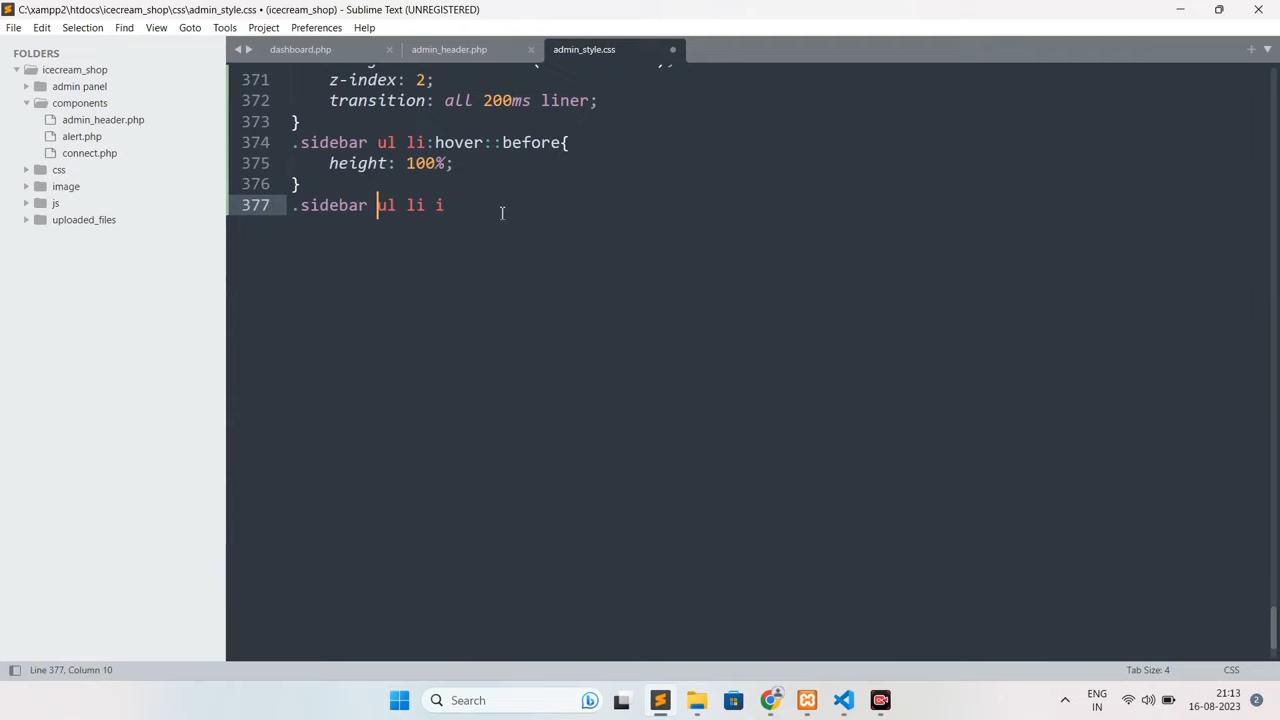 C:\xampp2\htdocs\icecream_shop\css\admin_style.css • (icecream_shop) - Sublime Text (UNREGISTERED)
File Edit Selection Find View Goto Tools Project Preferences Help
FOLDERS
icecream_shop
admin panel
components
admin_header.php
alert.php
connect.php
css
image
js
uploaded_files
dashboard.php admin_header.php admin_style.css
371 z-index: 2;
372 transition: all 200ms liner;
373 }
374 .sidebar ul li:hover::before{
375 height: 100%;
376 }
377 .sidebar ul li i
Line 377, Column 10 Tab Size: 4 CSS
Search
ENG
IN
21:13
16-08-2023
2